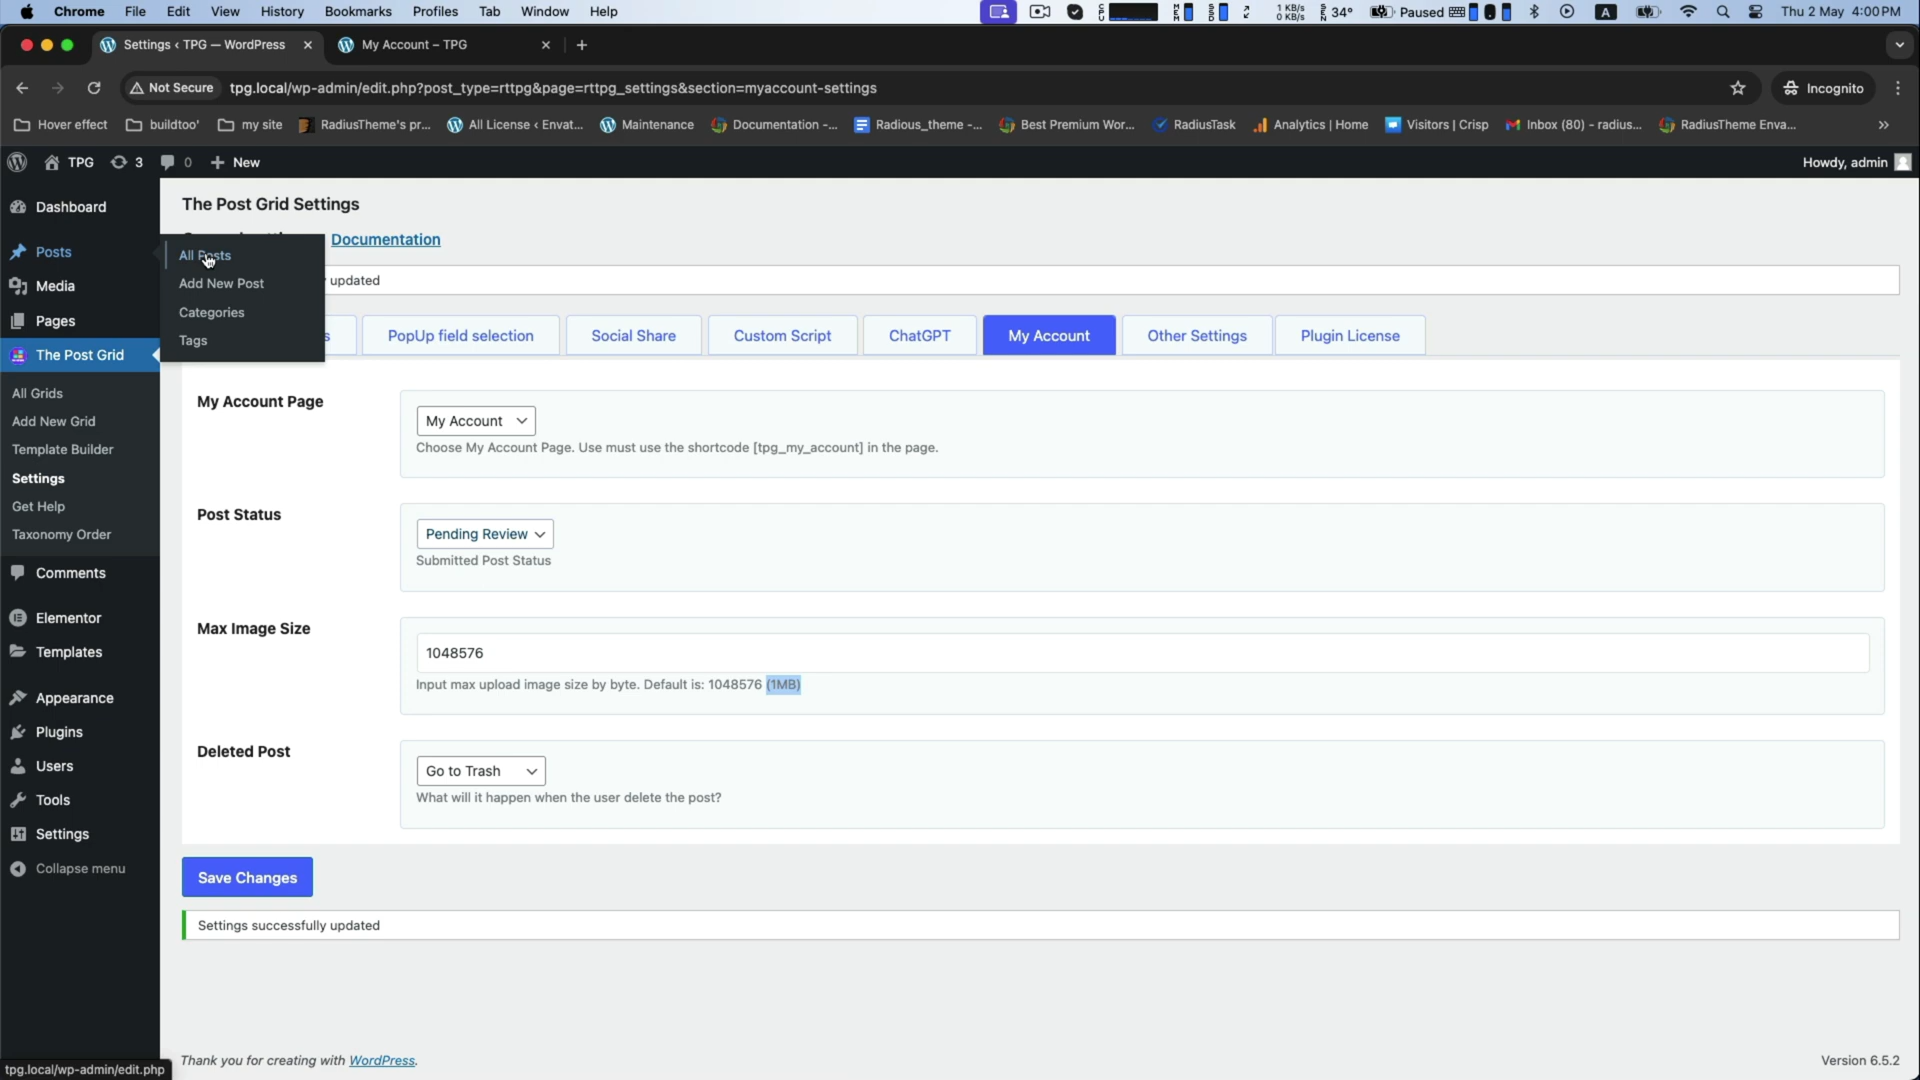 Chrome File Edit View History Bookmarks Profiles Tab Window Help 1 KB/s 0 KB/s 34° Paused A Thu 2 May 4:00 PM
Settings ‹ TPG — WordPress My Account – TPG
Not Secure tpg.local/wp-admin/edit.php?post_type=rttpg&page=rttpg_settings&section=myaccount-settings Incognito
Hover effect buildtoo' my site RadiusTheme's pr... All License ‹ Envat... Maintenance Documentation -... Radious_theme -... Best Premium Wor... RadiusTask Analytics | Home Visitors | Crisp Inbox (80) - radius... RadiusTheme Enva...
TPG 3 0 New Howdy, admin
Dashboard
Posts
Media
Pages
The Post Grid
All Grids
Add New Grid
Template Builder
Settings
Get Help
Taxonomy Order
Comments
Elementor
Templates
Appearance
Plugins
Users
Tools
Settings
Collapse menu
All Posts
Add New Post
Categories
Tags
The Post Grid Settings
Documentation
updated
PopUp field selection Social Share Custom Script ChatGPT My Account Other Settings Plugin License
My Account Page
My Account
Choose My Account Page. Use must use the shortcode [tpg_my_account] in the page.
Post Status
Pending Review
Submitted Post Status
Max Image Size
1048576
Input max upload image size by byte. Default is: 1048576 (1MB)
Deleted Post
Go to Trash
What will it happen when the user delete the post?
Save Changes
Settings successfully updated
Thank you for creating with WordPress.
Version 6.5.2
tpg.local/wp-admin/edit.php